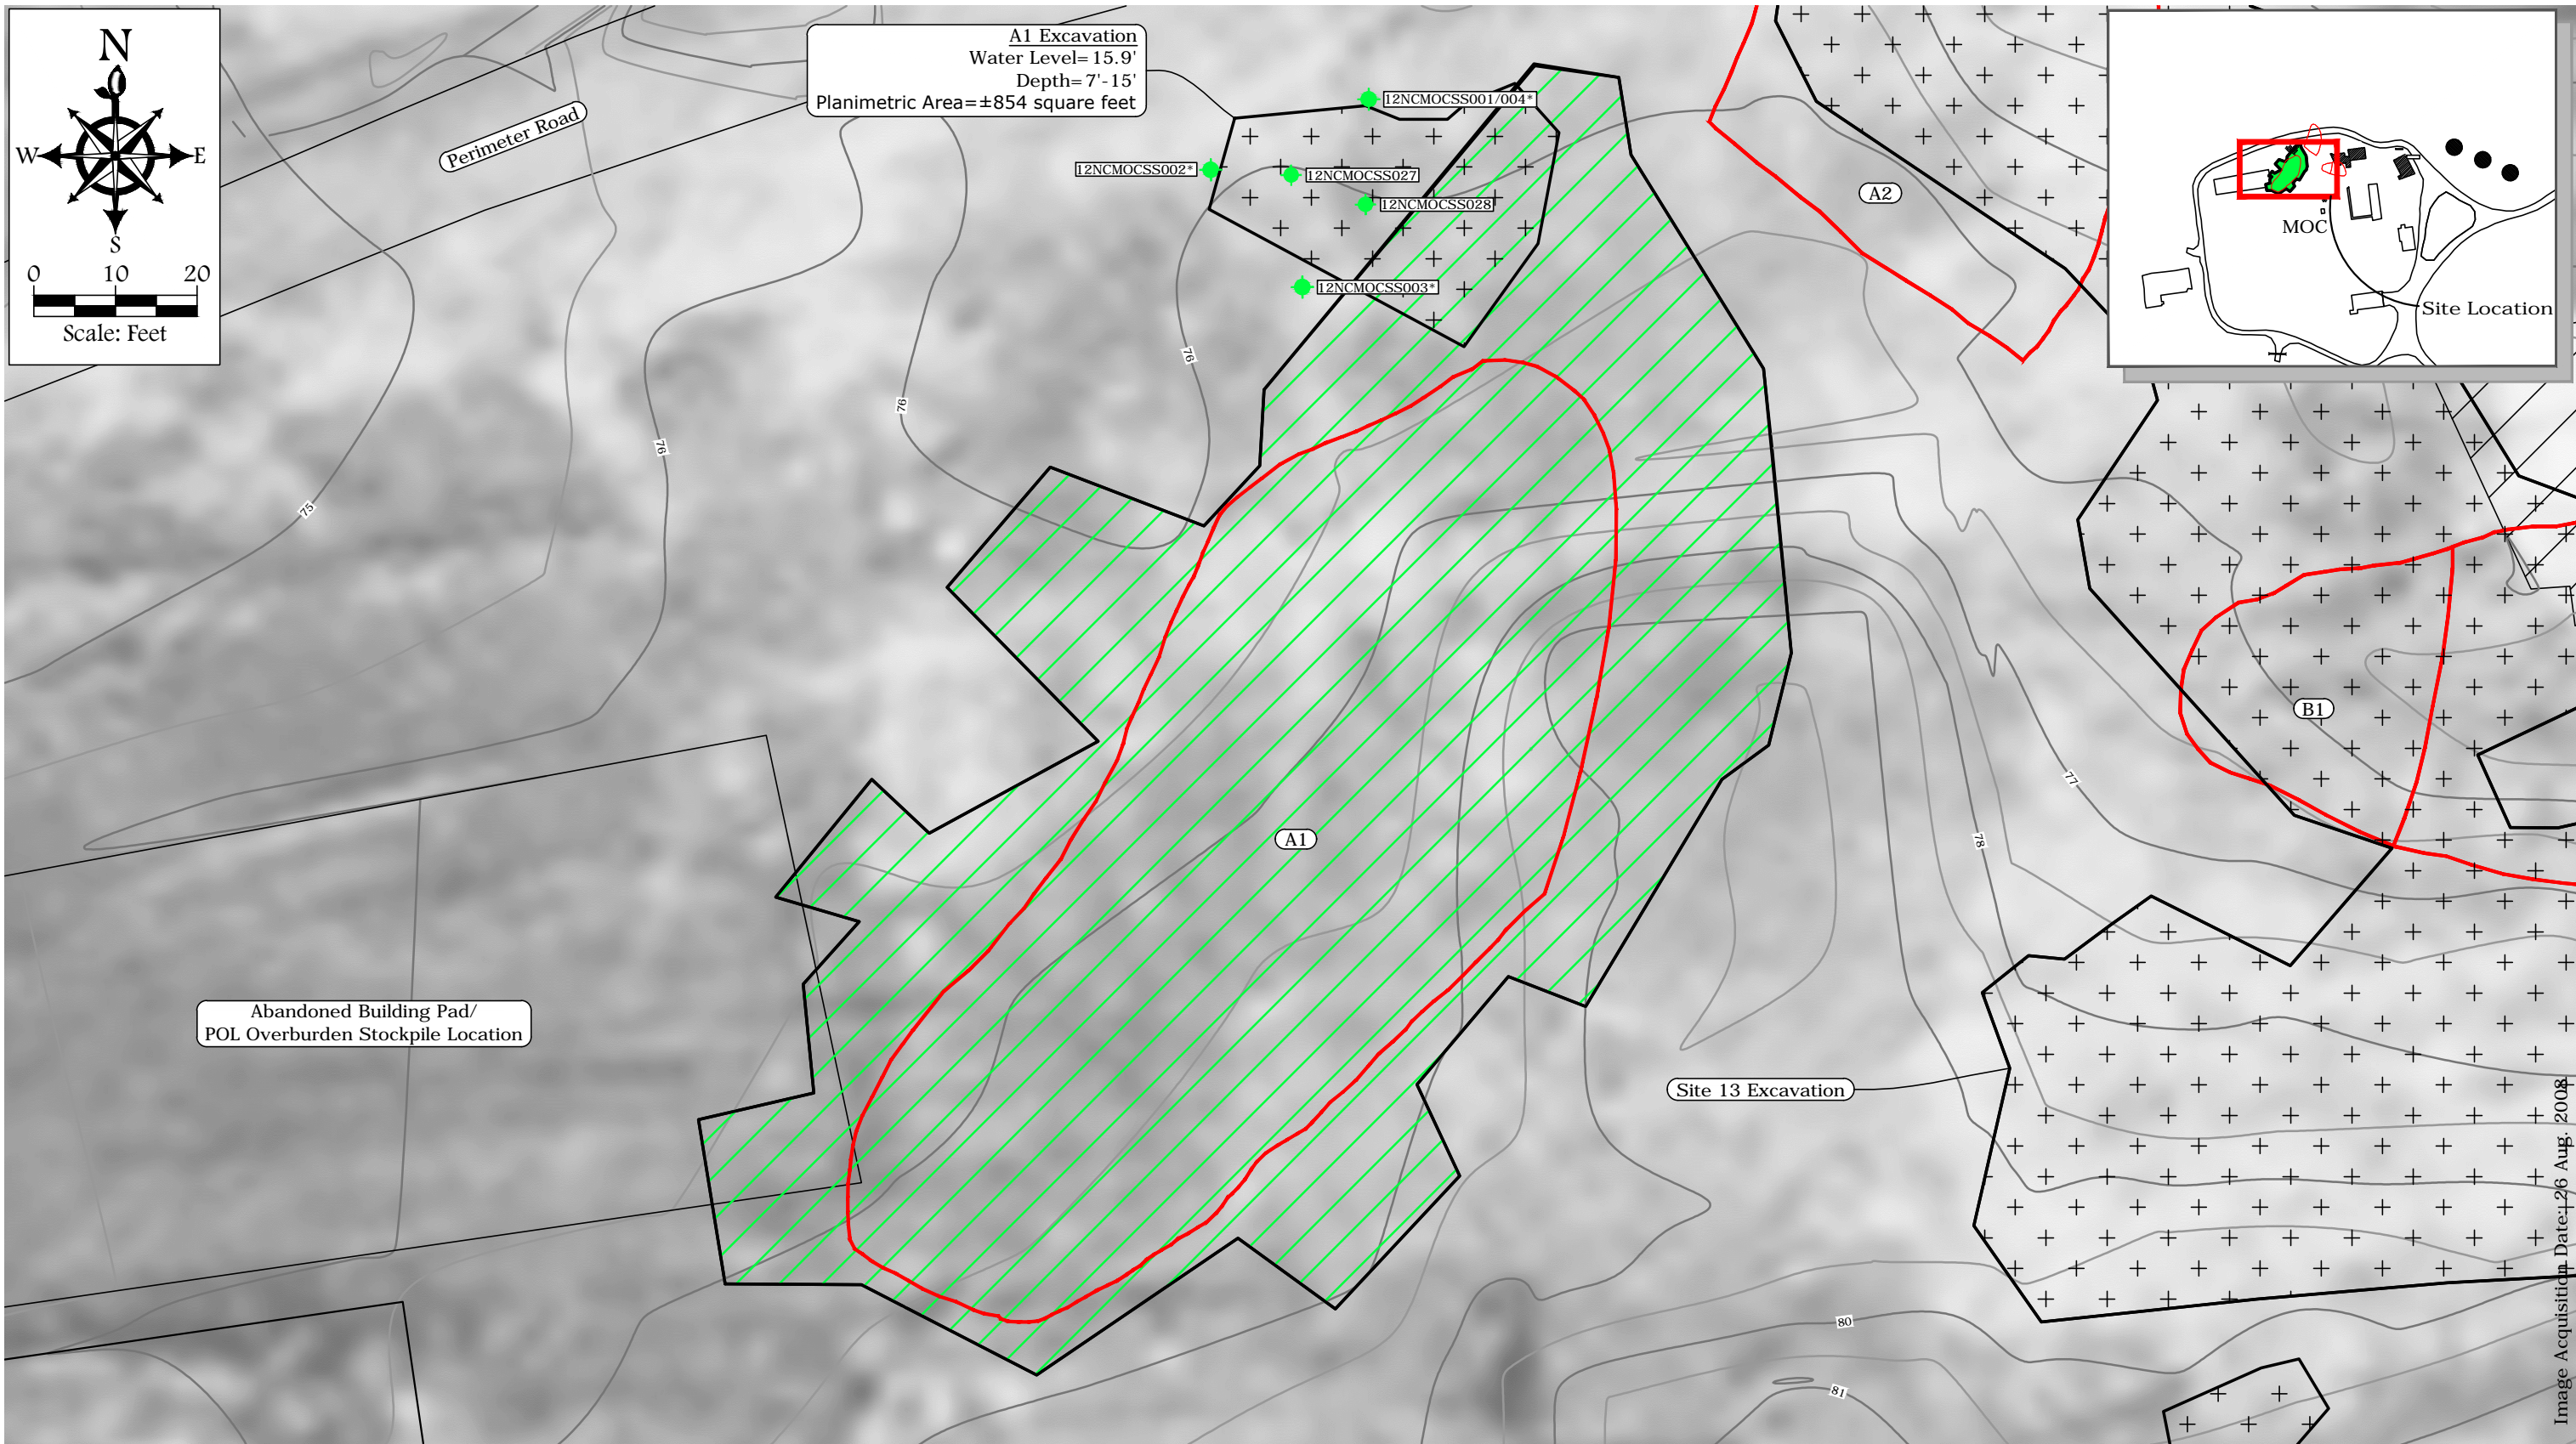 N
W
E
S
0 10 20
Scale: Feet
Perimeter Road
A1 Excavation
Water Level=15.9'
Depth=7'-15'
Planimetric Area=±854 square feet
12NCMOCSS001/004*
12NCMOCSS002*
12NCMOCSS027
12NCMOCSS028
12NCMOCSS003*
A2
MOC
Site Location
76
76
76
75
B1
77
78
A1
Abandoned Building Pad/
POL Overburden Stockpile Location
Site 13 Excavation
80
81
Image Acquisition Date: 26 Aug. 2008